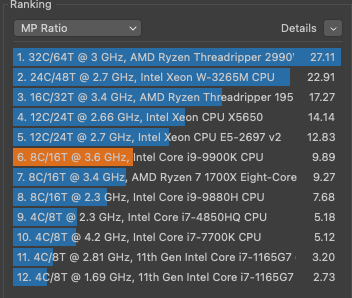 Ranking
MP Ratio
Details
1. 32C/64T @ 3 GHz, AMD Ryzen Threadripper 2990 27.11
2. 24C/48T @ 2.7 GHz, Intel Xeon W-3265M CPU 22.91
3. 16C/32T @ 3.4 GHz, AMD Ryzen Threadripper 195 17.27
4. 12C/24T @ 2.66 GHz, Intel Xeon CPU X5650 14.14
5. 12C/24T @ 2.7 GHz, Intel Xeon CPU E5-2697 v2 12.83
6. 8C/16T @ 3.6 GHz, Intel Core i9-9900K CPU 9.89
7. 8C/16T @ 3.4 GHz, AMD Ryzen 7 1700X Eight-Core 9.27
8. 8C/16T @ 2.3 GHz, Intel Core i9-9880H CPU 7.68
9. 4C/8T @ 2.3 GHz, Intel Core i7-4850HQ CPU 5.18
10. 4C/8T @ 4.2 GHz, Intel Core i7-7700K CPU 5.12
11. 4C/8T @ 2.81 GHz, 11th Gen Intel Core i7-1165G7 3.20
12. 4C/8T @ 1.69 GHz, 11th Gen Intel Core i7-1165G7 2.73